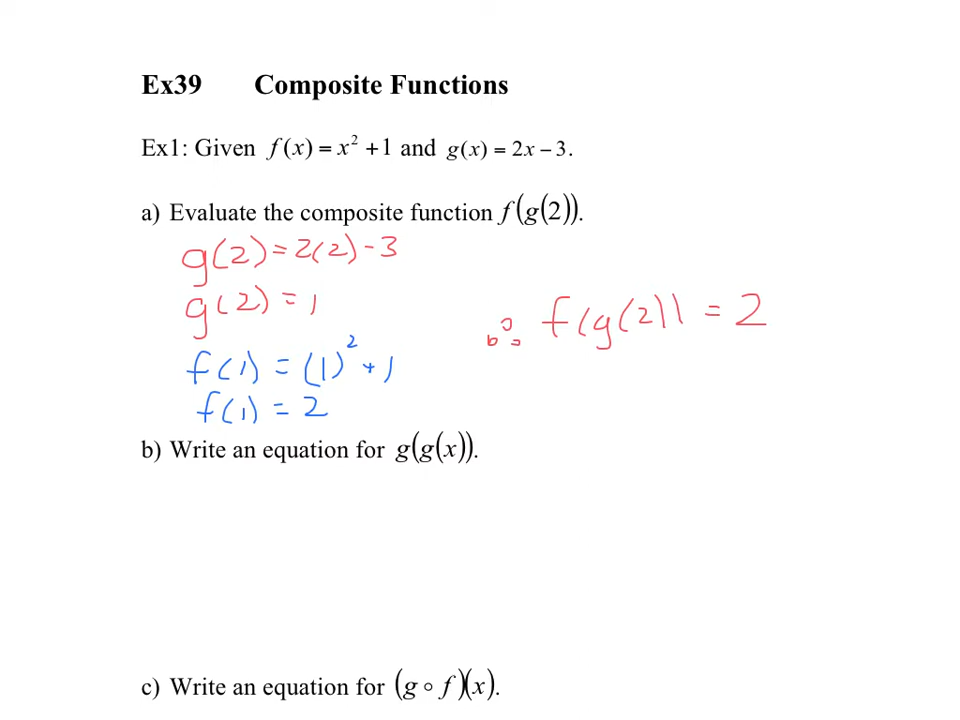 Ex39 Composite Functions
Ex1: Given f(x) = x² + 1 and g(x) = 2x − 3.
a) Evaluate the composite function f(g(2)).
g(2) = 2(2) - 3
g(2) = 1
∴ f(g(2)) = 2
f(1) = (1)² + 1
f(1) = 2
b) Write an equation for g(g(x)).
c) Write an equation for (g ∘ f)(x).